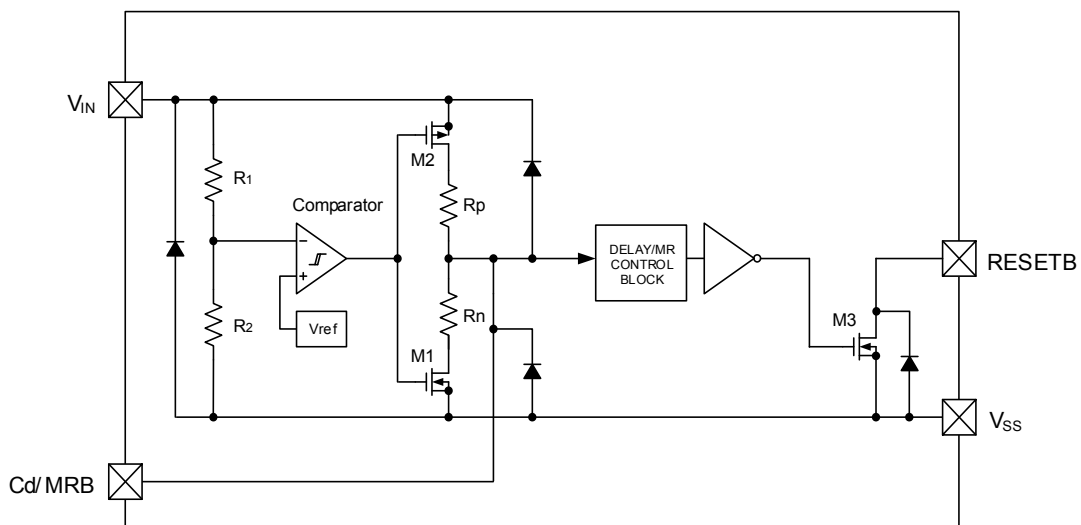 VIN
M2
R1
Comparator
Rp
−
+
DELAY/MR
CONTROL
BLOCK
RESETB
R2
Vref
Rn
M1
M3
VSS
Cd/MRB